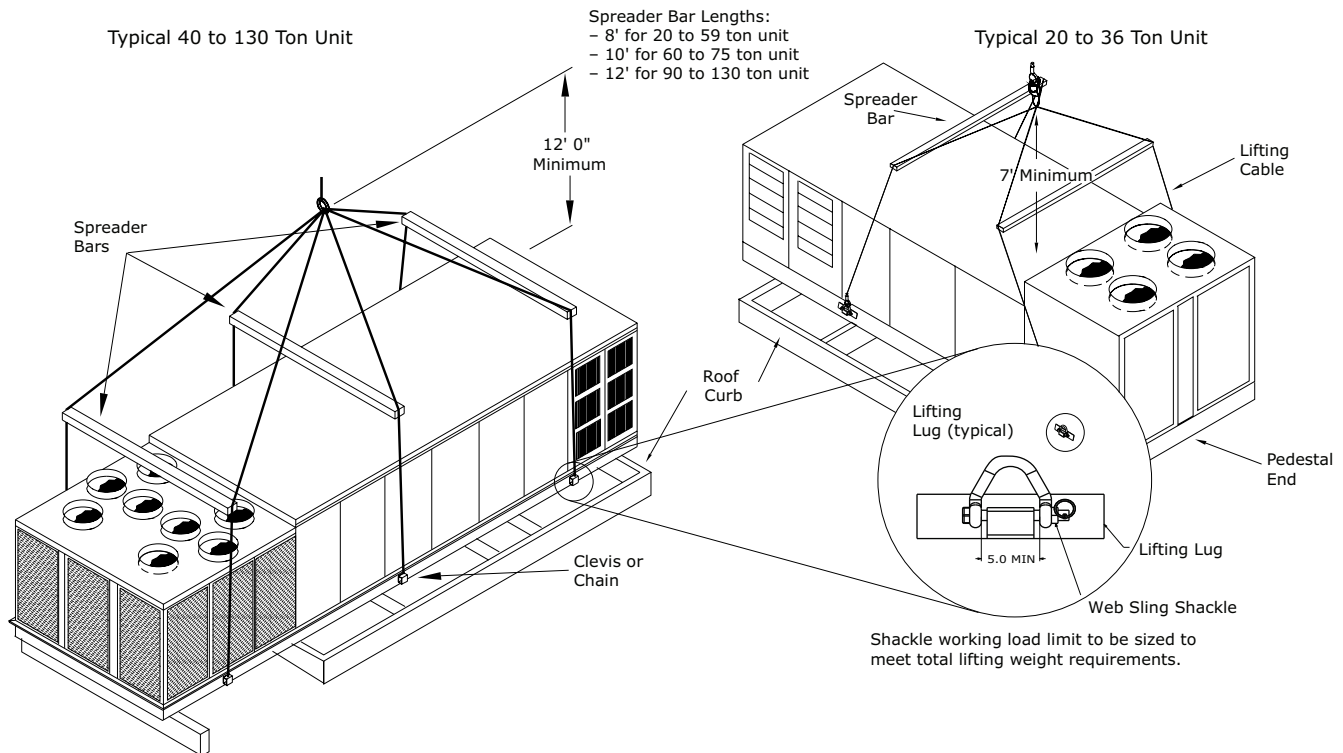 Typical 40 to 130 Ton Unit
Spreader Bar Lengths:
– 8' for 20 to 59 ton unit
– 10' for 60 to 75 ton unit
– 12' for 90 to 130 ton unit
12' 0"
Minimum
Spreader
Bars
Clevis or
Chain
Roof
Curb
Typical 20 to 36 Ton Unit
Spreader
Bar
7' Minimum
Lifting
Cable
Lifting
Lug (typical)
5.0 MIN
Pedestal
End
Lifting Lug
Web Sling Shackle
Shackle working load limit to be sized to
meet total lifting weight requirements.